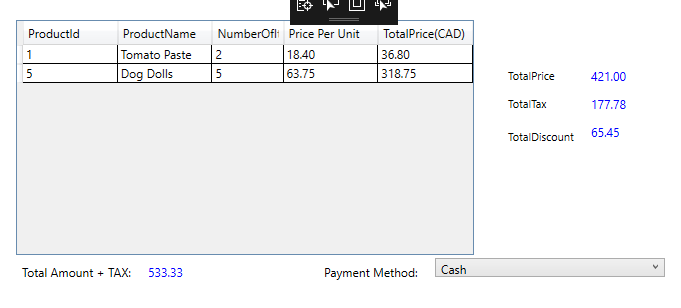 ProductId ProductName NumberOfIt Price Per Unit TotalPrice(CAD)
1 Tomato Paste 2 18.40 36.80
5 Dog Dolls 5 63.75 318.75
TotalPrice 421.00
TotalTax 177.78
TotalDiscount 65.45
Total Amount + TAX: 533.33 Payment Method: Cash